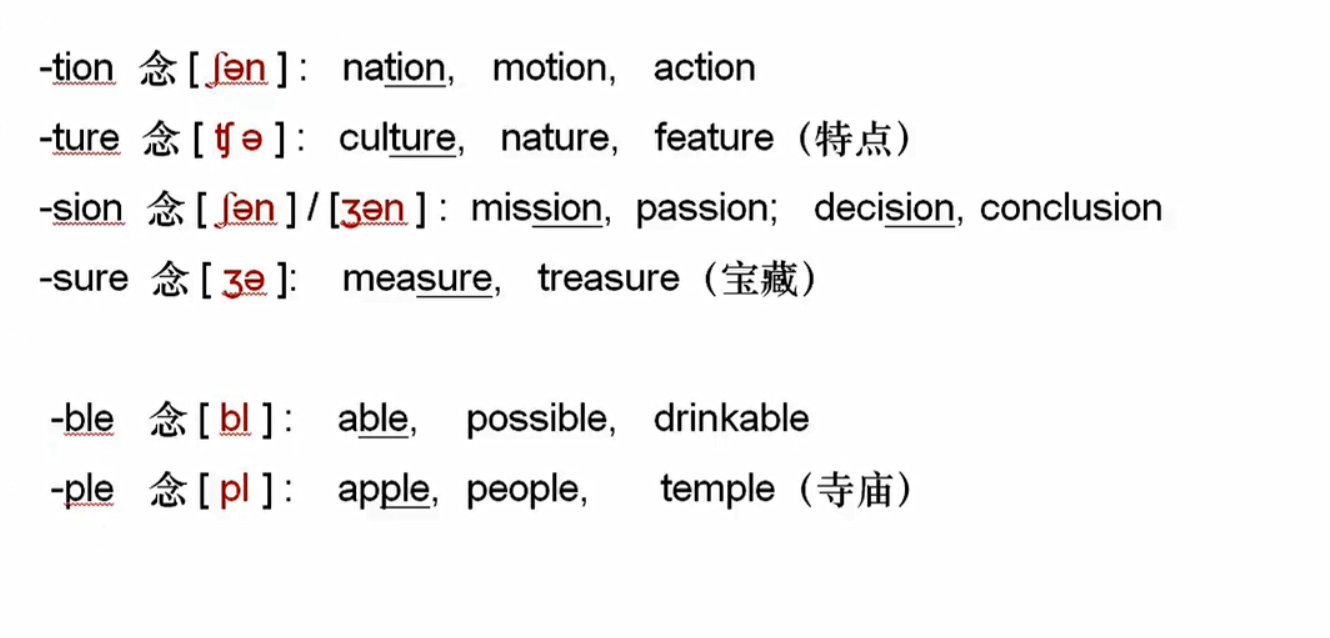 -tion 念 [ ʃən ] : nation, motion, action
-ture 念 [ ʧ ə ] : culture, nature, feature（特点）
-sion 念 [ ʃən ] / [ʒən ] : mission, passion; decision, conclusion
-sure 念 [ ʒə ]: measure, treasure（宝藏）
-ble 念 [ bl ] : able, possible, drinkable
-ple 念 [ pl ] : apple, people, temple（寺庙）